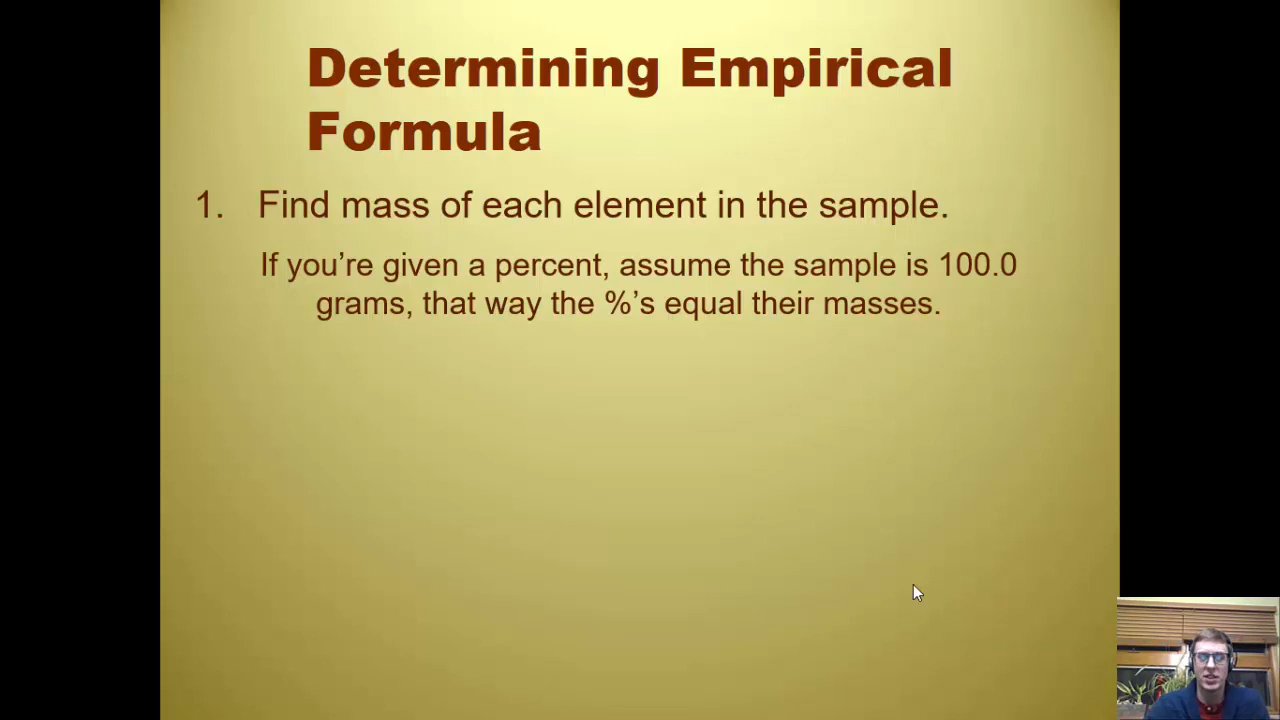 Determining Empirical
Formula
1. Find mass of each element in the sample.
If you’re given a percent, assume the sample is 100.0
grams, that way the %’s equal their masses.